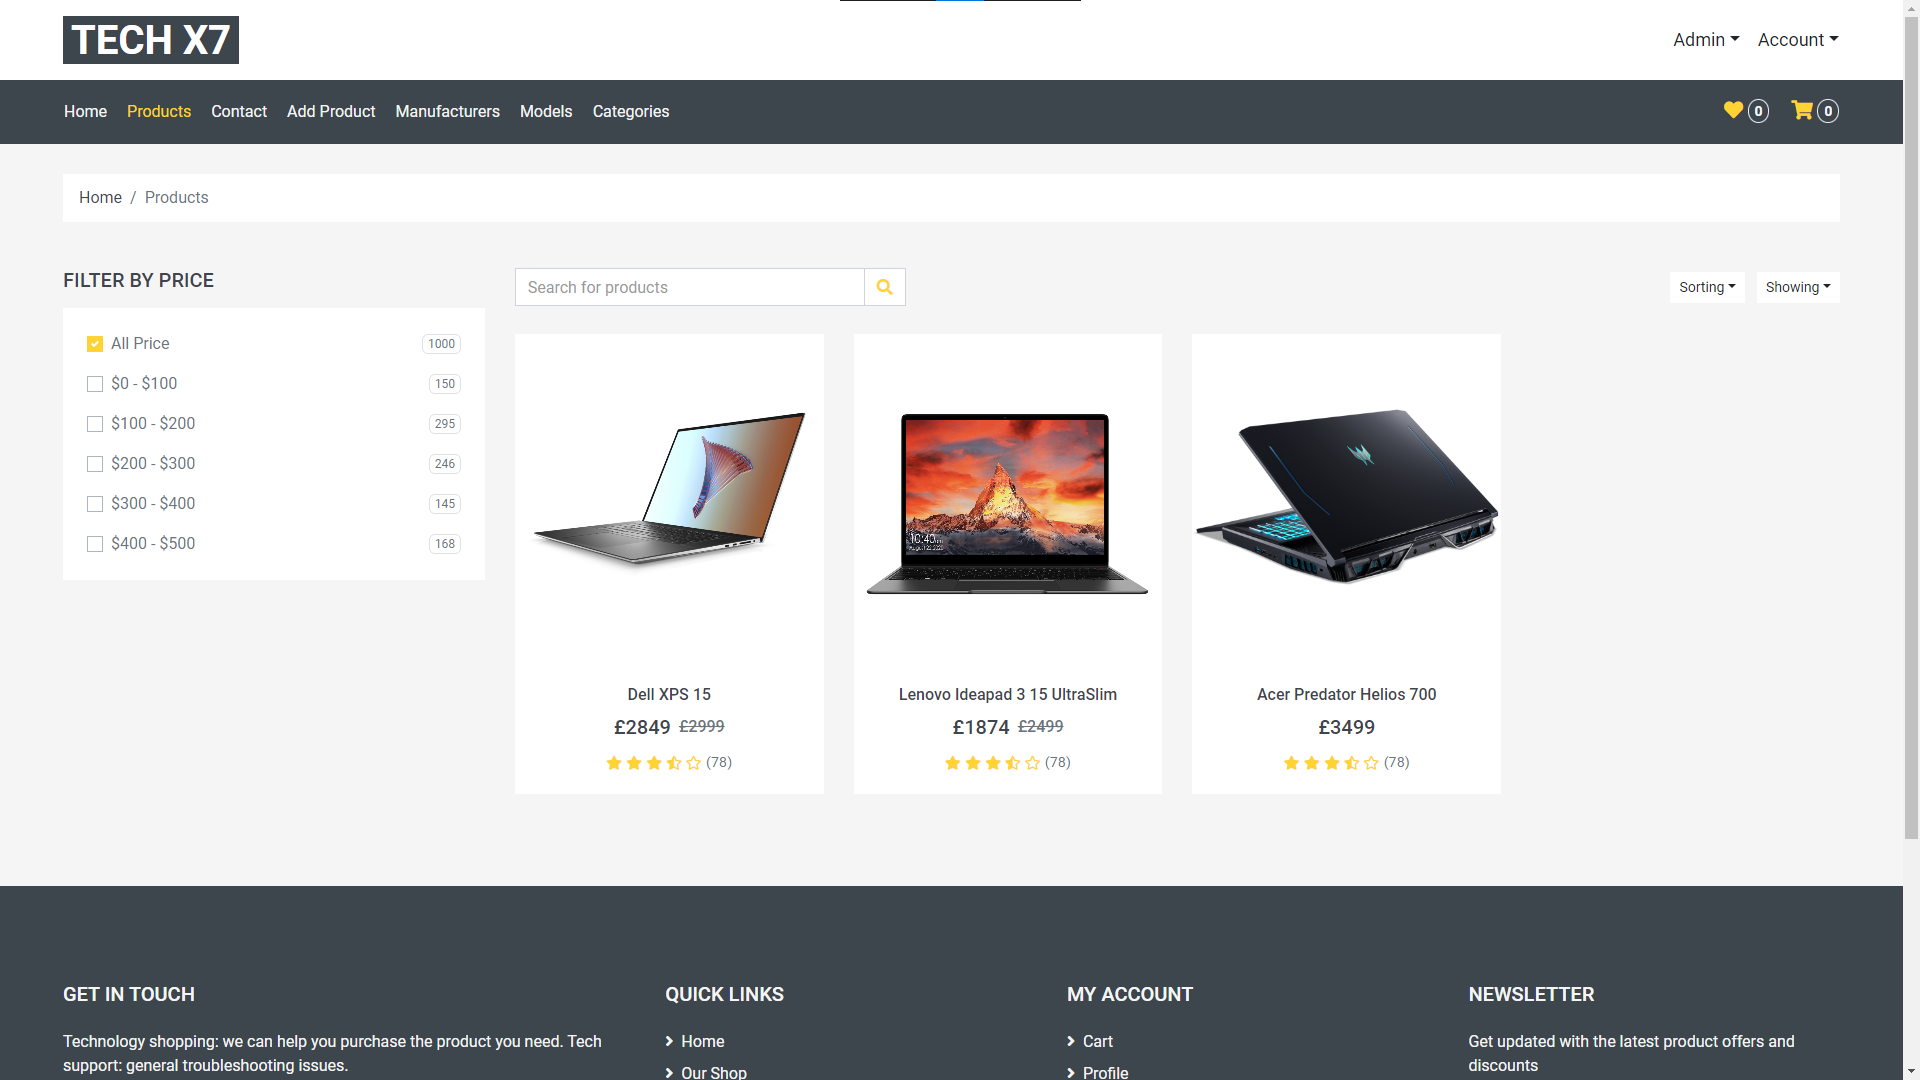 TECH X7
Admin Account
Home Products Contact Add Product Manufacturers Models Categories 0 0
Home / Products
FILTER BY PRICE
All Price 1000
$0 - $100 150
$100 - $200 295
$200 - $300 246
$300 - $400 145
$400 - $500 168
Search for products
Sorting Showing
Dell XPS 15
£2849 £2999
(78)
Lenovo Ideapad 3 15 UltraSlim
£1874 £2499
(78)
Acer Predator Helios 700
£3499
(78)
GET IN TOUCH
Technology shopping: we can help you purchase the product you need. Tech
support: general troubleshooting issues.
QUICK LINKS
Home
Our Shop
MY ACCOUNT
Cart
Profile
NEWSLETTER
Get updated with the latest product offers and
discounts